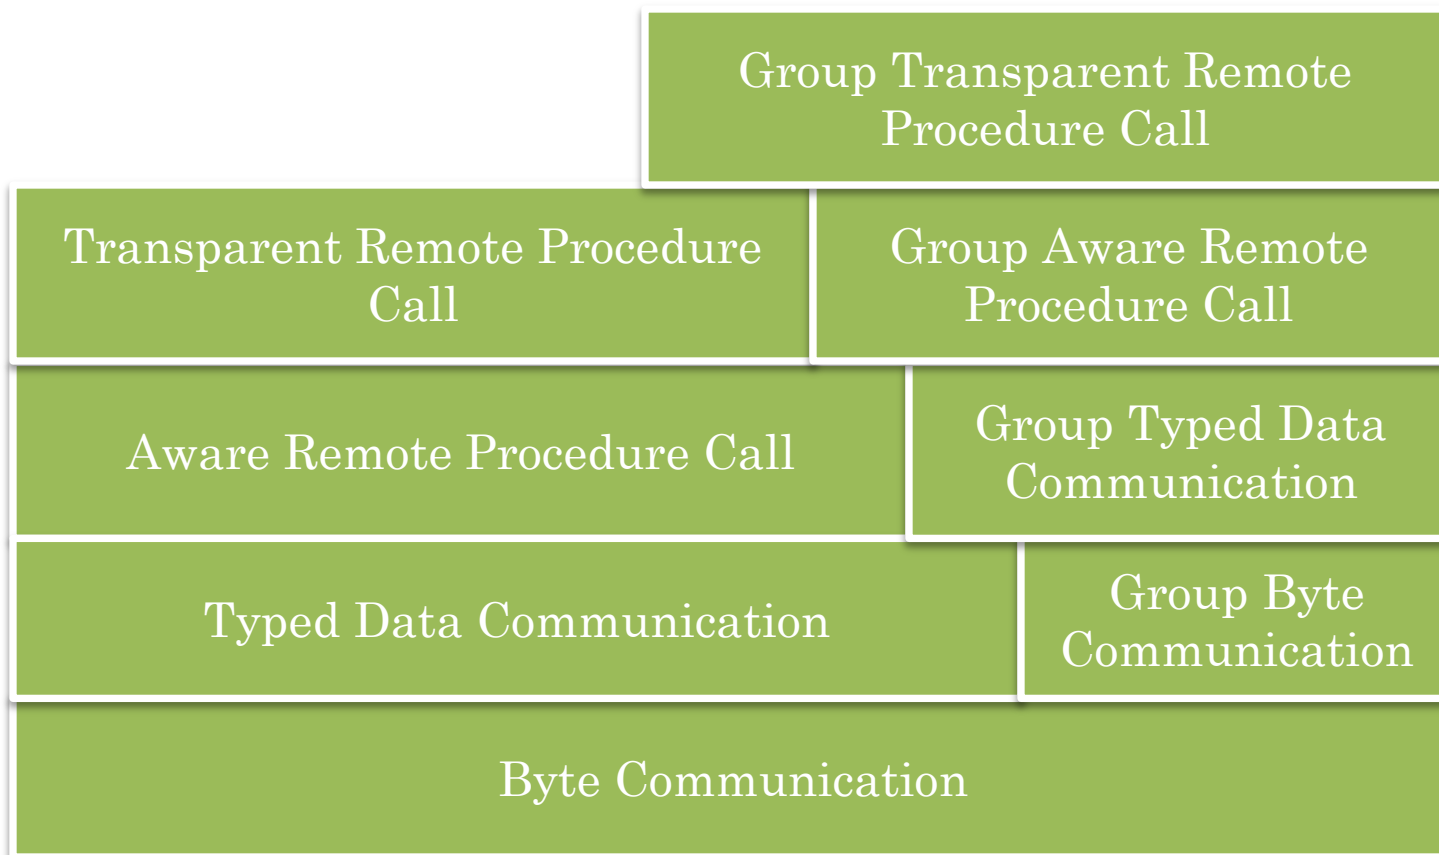 Group Transparent Remote
Procedure Call
Transparent Remote Procedure
Call
Group Aware Remote
Procedure Call
Aware Remote Procedure Call
Group Typed Data
Communication
Typed Data Communication
Group Byte
Communication
Byte Communication